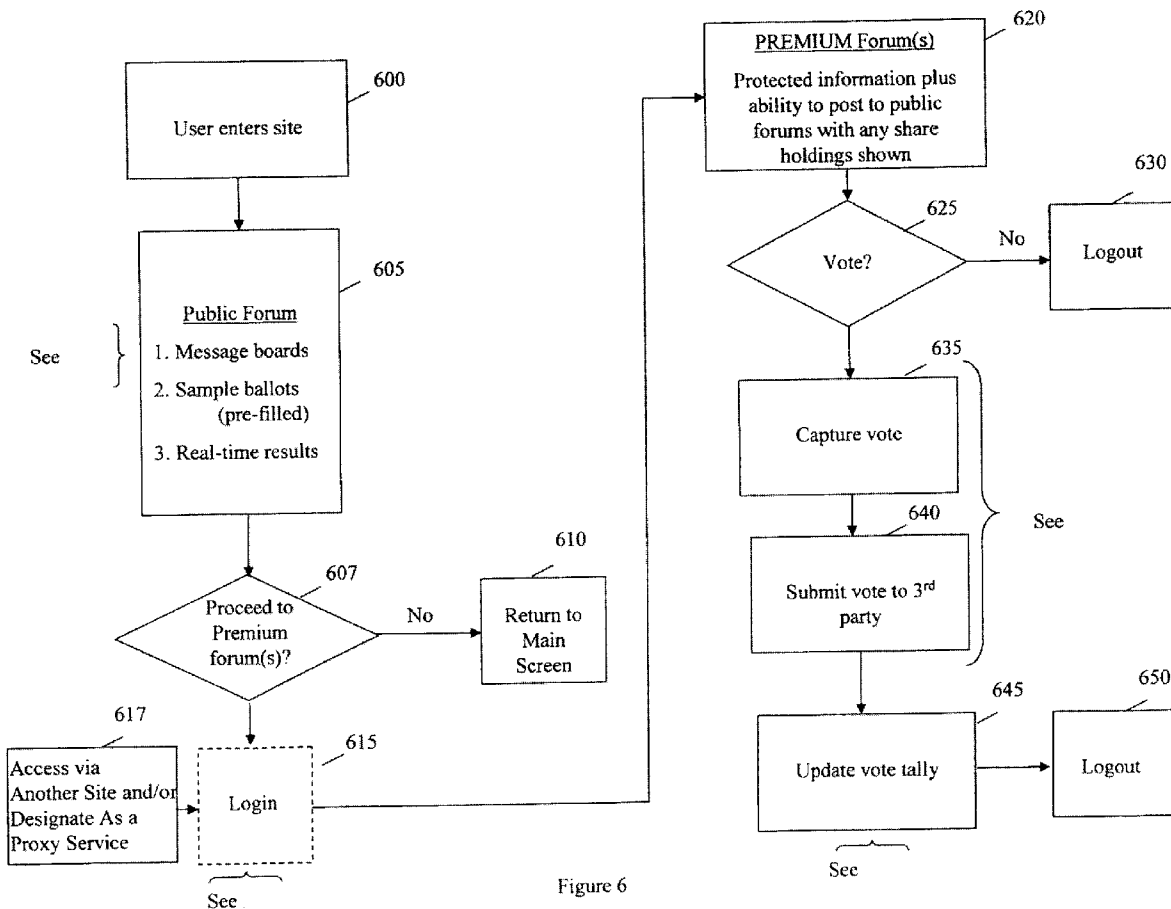 600
User enters site
605
Public Forum
See
1. Message boards
2. Sample ballots
(pre-filled)
3. Real-time results
607
Proceed to
Premium
forum(s)?
No
610
Return to
Main
Screen
617
Access via
Another Site and/or
Designate As a
Proxy Service
615
Login
See
620
PREMIUM Forum(s)
Protected information plus
ability to post to public
forums with any share
holdings shown
625
Vote?
No
630
Logout
635
Capture vote
640
Submit vote to 3rd
party
See
645
Update vote tally
See
650
Logout
Figure 6